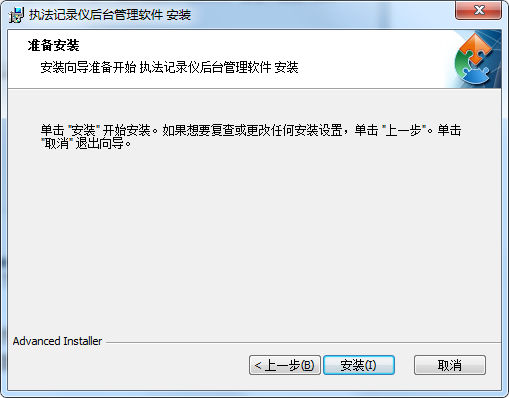 执法记录仪后台管理软件 安装
准备安装
安装向导准备开始 执法记录仪后台管理软件 安装
单击 "安装" 开始安装。如果想要复查或更改任何安装设置，单击 "上一步"。单击
"取消" 退出向导。
Advanced Installer
< 上一步(B)
安装(I)
取消